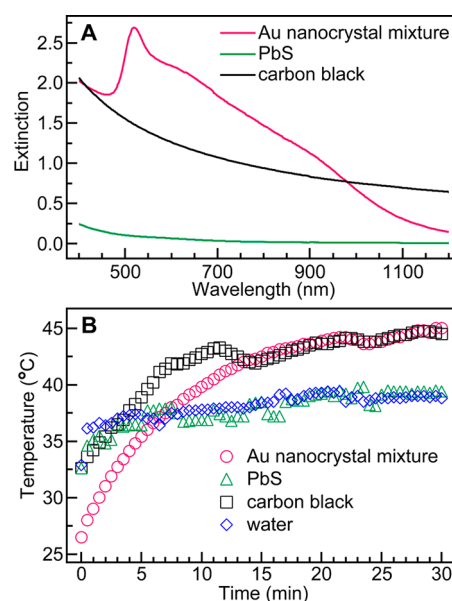 A
Au nanocrystal mixture
PbS
carbon black
Extinction
2.5
2.0
1.5
1.0
0.5
0.0
500
700
900
1100
Wavelength (nm)
B
Temperature (°C)
45
40
35
30
25
Au nanocrystal mixture
PbS
carbon black
water
0
5
10
15
20
25
30
Time (min)